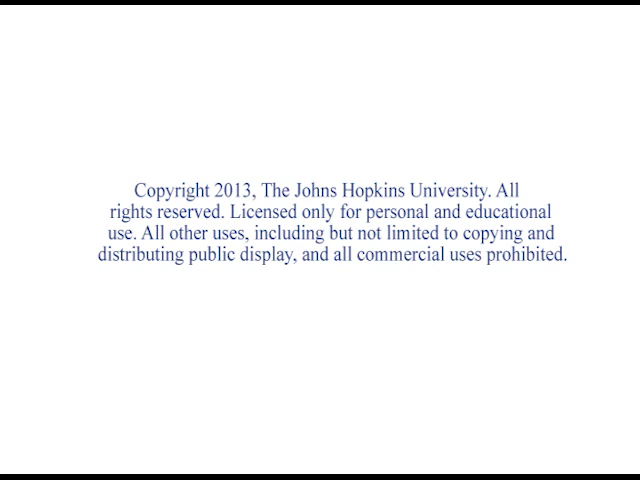 Copyright 2013, The Johns Hopkins University. All
rights reserved. Licensed only for personal and educational
use. All other uses, including but not limited to copying and
distributing public display, and all commercial uses prohibited.